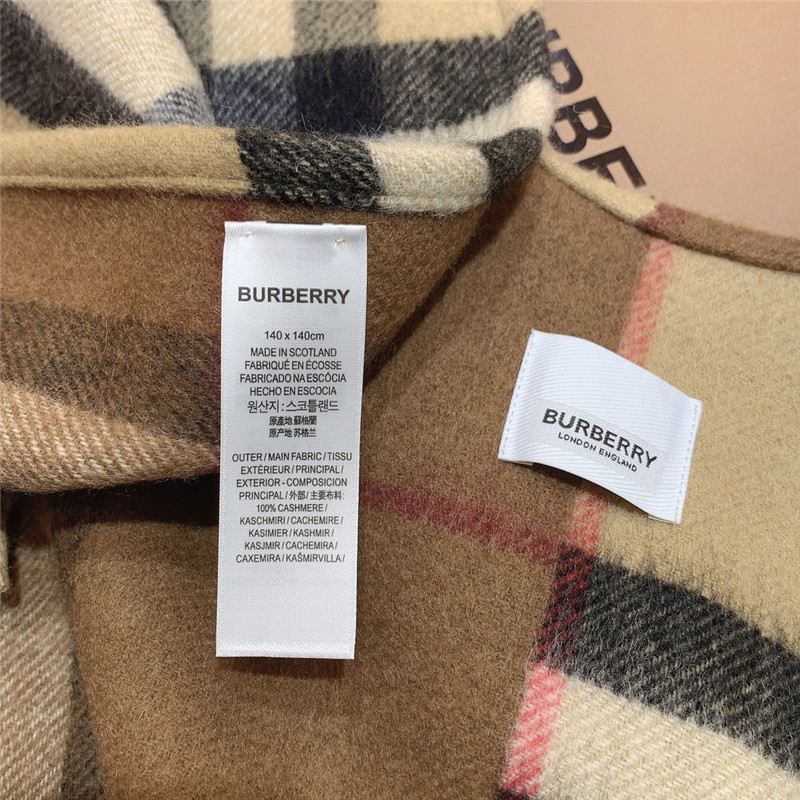 BURBERRY
140 x 140cm
MADE IN SCOTLAND
FABRIQUÉ EN ÉCOSSE
FABRICADO NA ESCÓCIA
HECHO EN ESCOCIA
원산지 : 스코틀랜드
原產地 蘇格蘭
原产地 苏格兰
OUTER / MAIN FABRIC / TISSU
EXTÉRIEUR / PRINCIPAL /
EXTERIOR - COMPOSICION
PRINCIPAL / 外部 / 主要布料:
100% CASHMERE /
KASCHMIRI / CACHEMIRE /
KASIMIER / KASHMIR /
KASJMIR / CACHEMIRA /
CAXEMIRA / KAŠMIRVILLA /
BURBERRY
LONDON ENGLAND